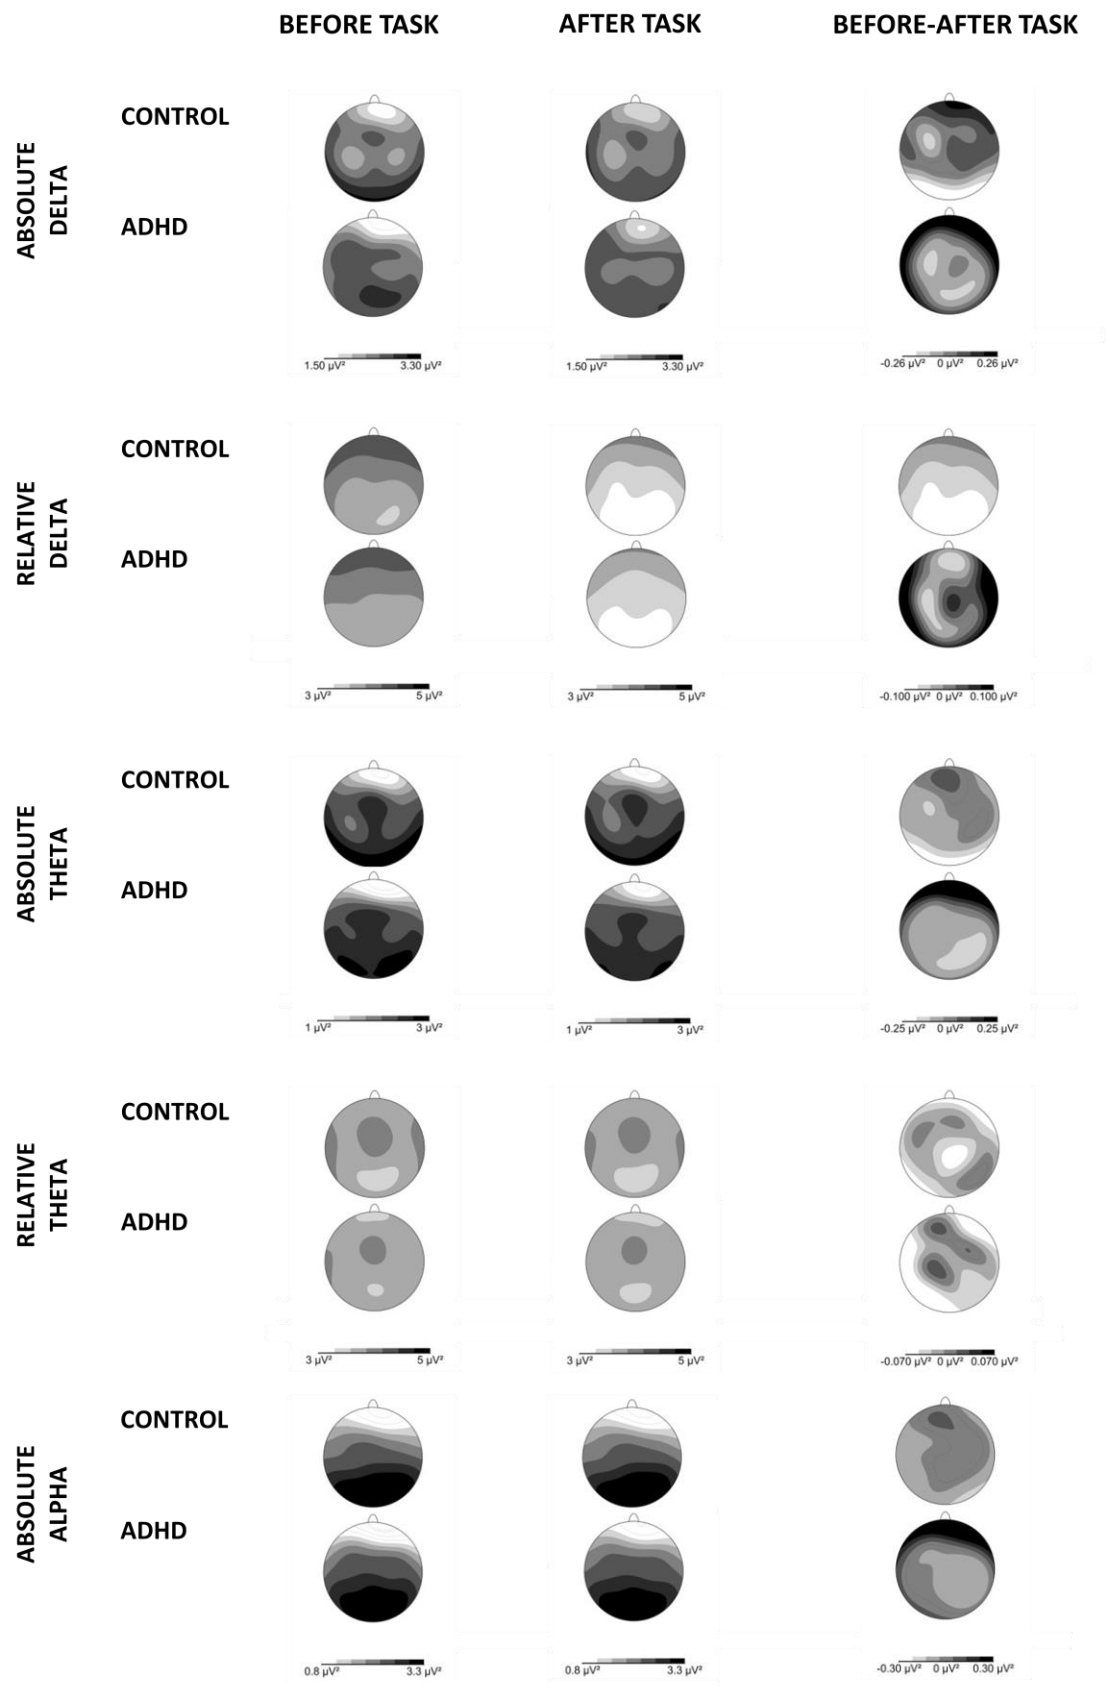 BEFORE TASK AFTER TASK BEFORE-AFTER TASK
ABSOLUTE
DELTA
CONTROL
ADHD
1.50 µV² 3.30 µV² 1.50 µV² 3.30 µV² -0.26 µV² 0 µV² 0.26 µV²
RELATIVE
DELTA
CONTROL
ADHD
3 µV² 5 µV² 3 µV² 5 µV² -0.100 µV² 0 µV² 0.100 µV²
ABSOLUTE
THETA
CONTROL
ADHD
1 µV² 3 µV² 1 µV² 3 µV² -0.25 µV² 0 µV² 0.25 µV²
RELATIVE
THETA
CONTROL
ADHD
3 µV² 5 µV² 3 µV² 5 µV² -0.070 µV² 0 µV² 0.070 µV²
ABSOLUTE
ALPHA
CONTROL
ADHD
0.8 µV² 3.3 µV² 0.8 µV² 3.3 µV² -0.30 µV² 0 µV² 0.30 µV²